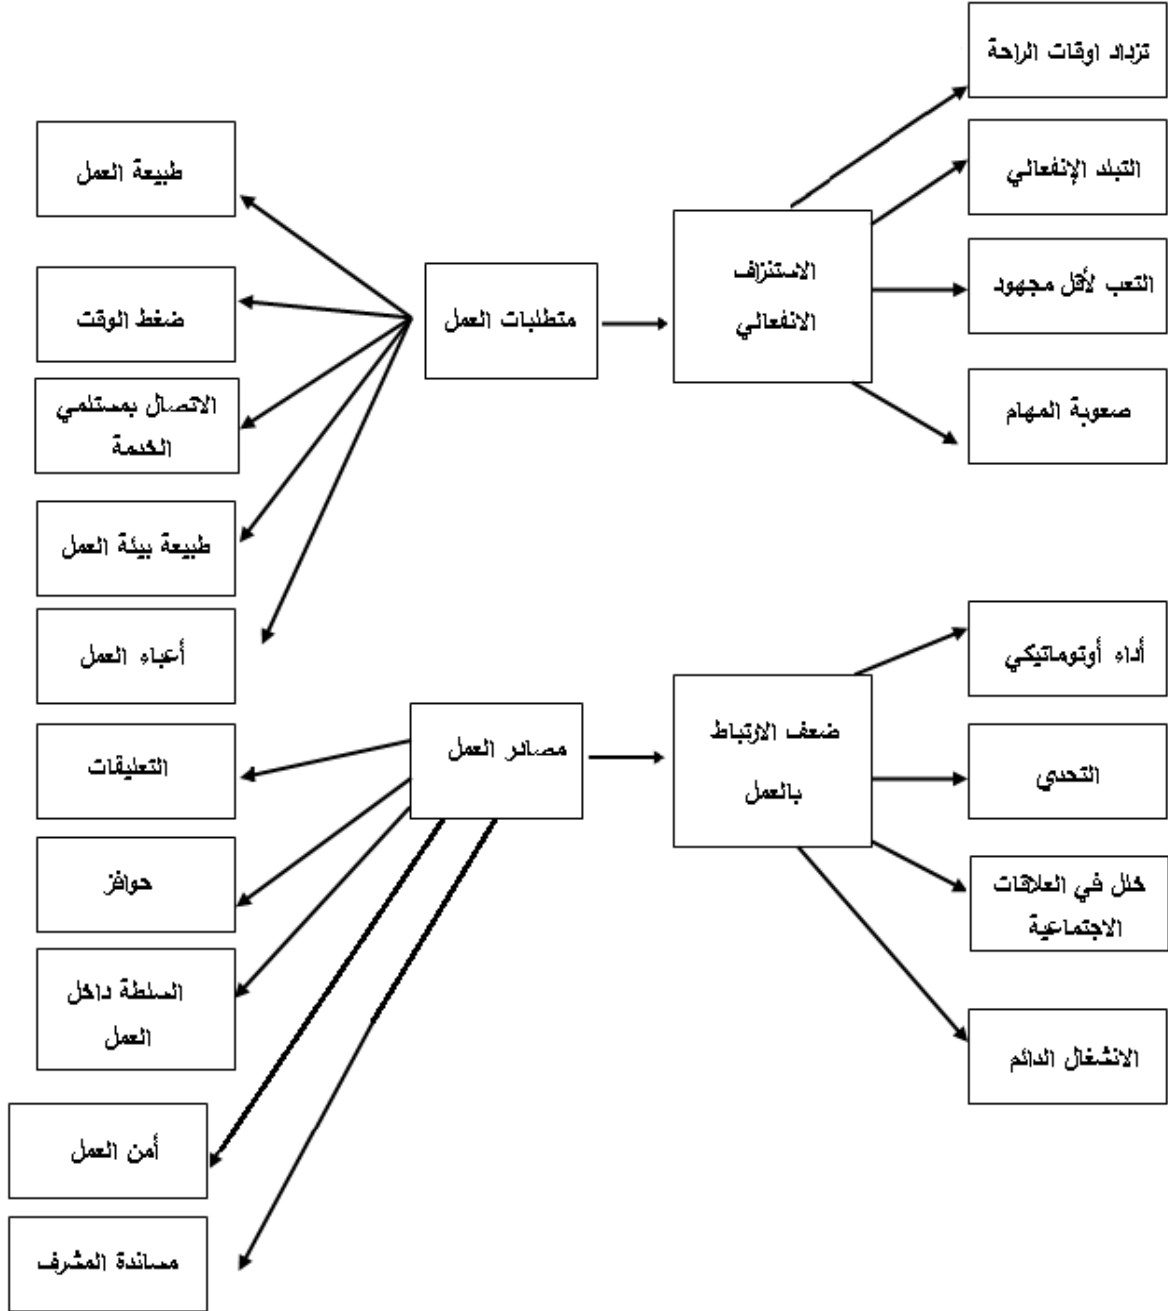 تزداد اوقات الراحة
التبلد الإنفعالي
التعب لأقل مجهود
صعوبة المهام
الاستنزاف
الانفعالي
متطلبات العمل
طبيعة العمل
ضغط الوقت
الاتصال بمستلمي
الخدمة
طبيعة بيئة العمل
أعباء العمل
أداء أوتوماتيكي
التحدي
خلل في العلاقات
الاجتماعية
الانشغال الدائم
ضعف الارتباط
بالعمل
مصادر العمل
التعليقات
حوافز
السلطة داخل
العمل
أمن العمل
مساندة المشرف